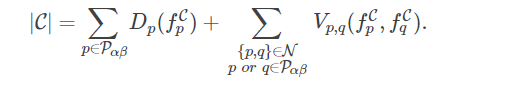 |𝒞| = ∑_{p∈𝒫_{αβ}} D_p(f_p^𝒞) + ∑_{{p,q}∈𝒩, p or q∈𝒫_{αβ}} V_{p,q}(f_p^𝒞, f_q^𝒞).